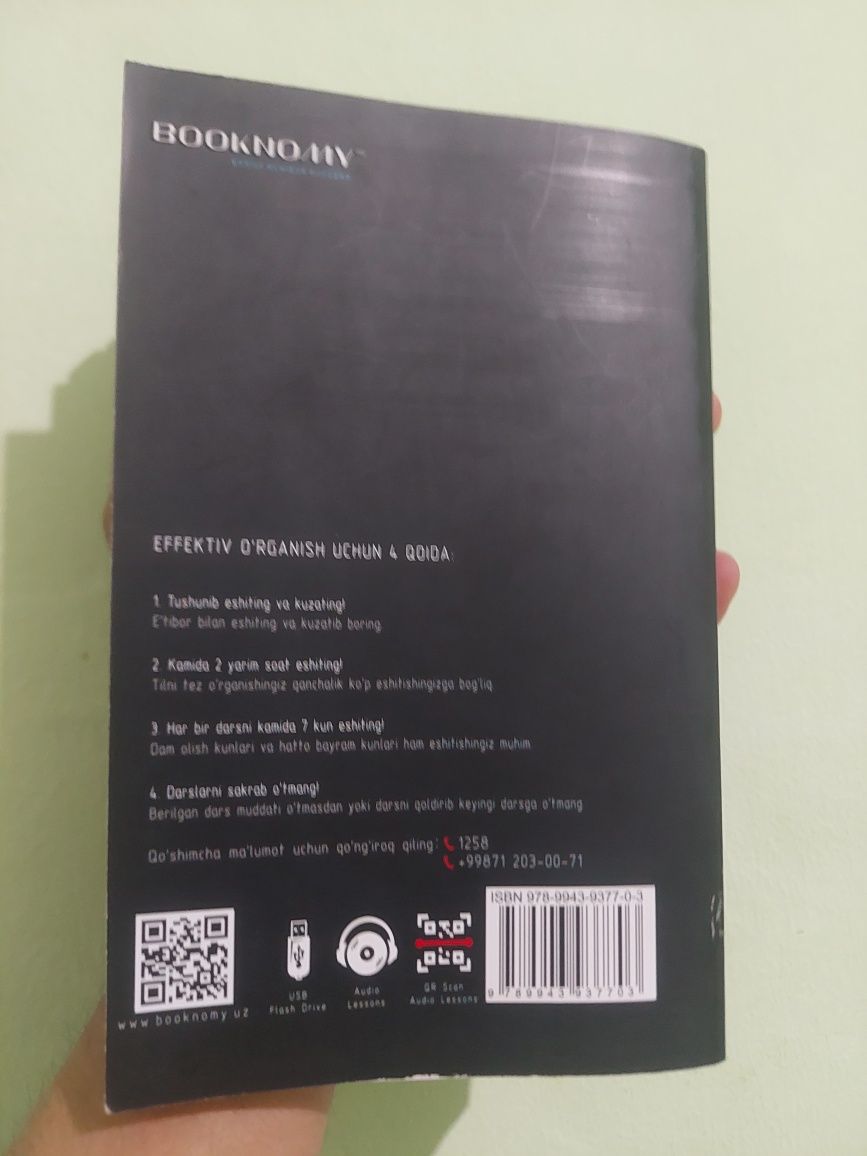 BOOKNOMY™
EFFEKTIV O'RGANISH UCHUN 4 QOIDA:
1. Tushunib eshiting va kuzating!
E'tibor bilan eshiting va kuzatib boring.
2. Kamida 2 yarim soat eshiting!
Tilni tez o'rganishingiz qanchalik ko'p eshitishingizga bog'liq.
3. Har bir darsni kamida 7 kun eshiting!
Dam olish kunlari va hatto bayram kunlari ham eshitishingiz muhim.
4. Darslarni sakrab o'tmang!
Berilgan dars muddati o'tmasdan yoki darsni qoldirib keyingi darsga o'tmang.
Qo'shimcha ma'lumot uchun qo'ng'iroq qiling: 1258
+99871 203-00-71
ISBN 978-9943-9377-0-3
9 789943 937703
USB
Flash Drive
Audio
Lessons
QR Scan
Audio Lessons
www.booknomy.uz